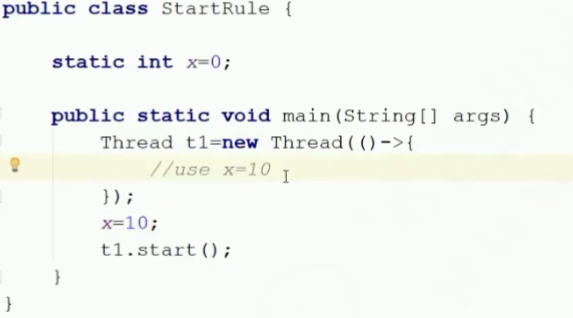 public class StartRule {
static int x=0;
public static void main(String[] args) {
Thread t1=new Thread(()->{
//use x=10
});
x=10;
t1.start();
}
}